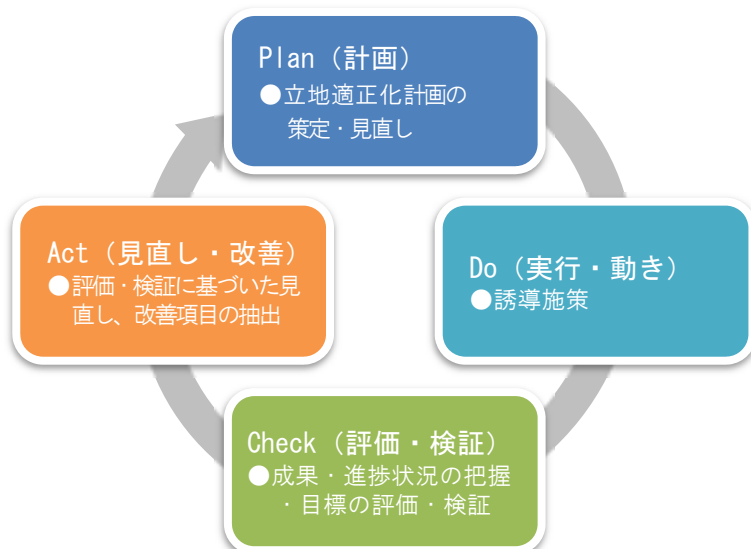 Plan（計画）
●立地適正化計画の
策定・見直し
Do（実行・動き）
●誘導施策
Check（評価・検証）
●成果・進捗状況の把握
・目標の評価・検証
Act（見直し・改善）
●評価・検証に基づいた見
直し、改善項目の抽出